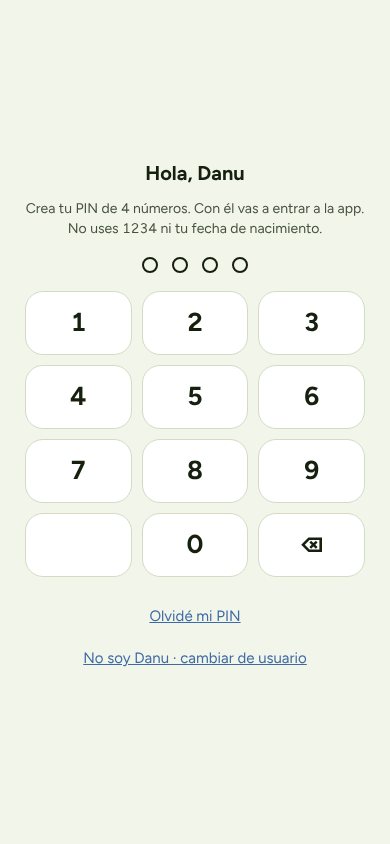 Hola, Danu
Crea tu PIN de 4 números. Con él vas a entrar a la app.
No uses 1234 ni tu fecha de nacimiento.
1 2 3
4 5 6
7 8 9
0
Olvidé mi PIN
No soy Danu · cambiar de usuario